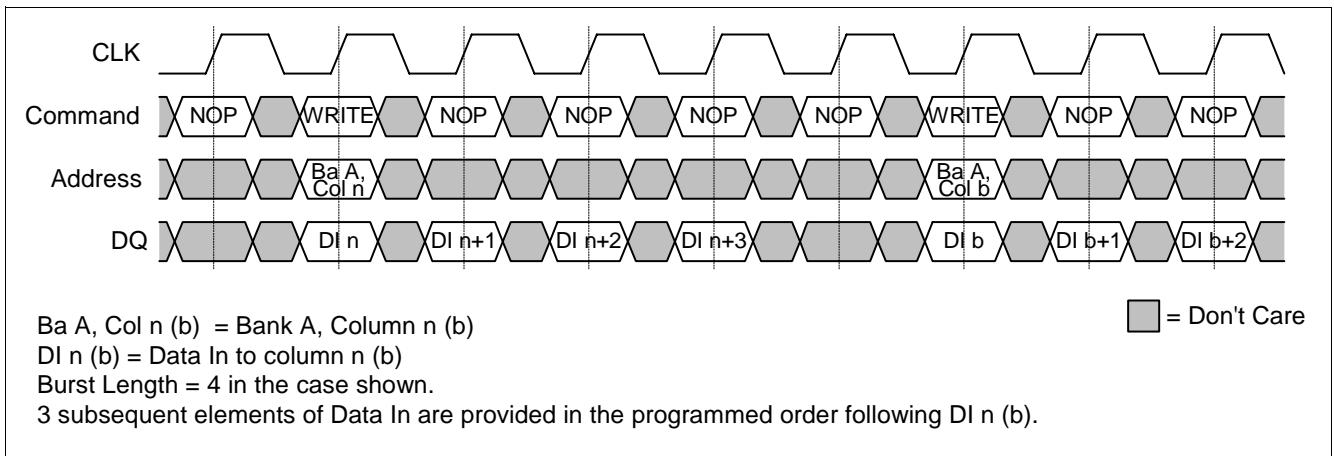 CLK
Command NOP WRITE NOP NOP NOP NOP WRITE NOP NOP
Address Ba A, Col n Ba A, Col b
DQ DI n DI n+1 DI n+2 DI n+3 DI b DI b+1 DI b+2
Ba A, Col n (b) = Bank A, Column n (b)
= Don't Care
DI n (b) = Data In to column n (b)
Burst Length = 4 in the case shown.
3 subsequent elements of Data In are provided in the programmed order following DI n (b).